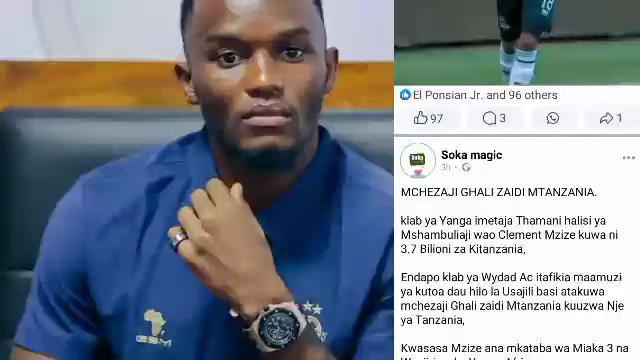 El Ponsian Jr. and 96 others
97
3
1
Soka magic
3h
MCHEZAJI GHALI ZAIDI MTANZANIA.
klab ya Yanga imetaja Thamani halisi ya
Mshambuliaji wao Clement Mzize kuwa ni
3.7 Bilioni za Kitanzania,
Endapo klab ya Wydad Ac itafikia maamuzi
ya kutoa dau hilo la Usajili basi atakuwa
mchezaji Ghali zaidi Mtanzania kuuzwa Nje
ya Tanzania,
Kwasasa Mzize ana mkataba wa Miaka 3 na
GSM